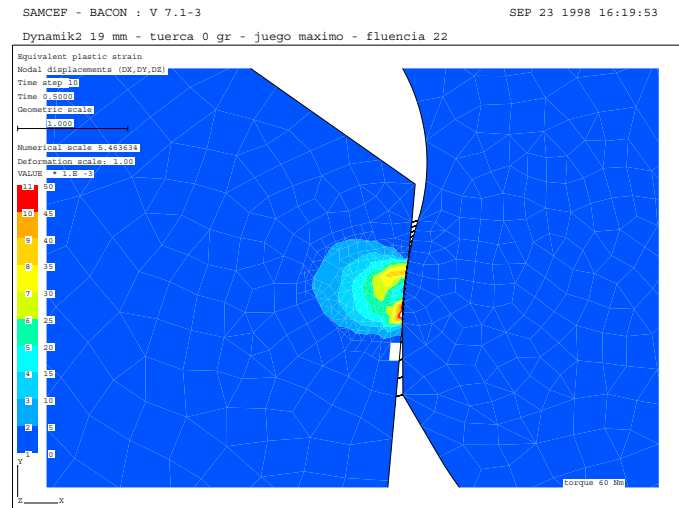 SAMCEF - BACON : V 7.1-3 SEP 23 1998 16:19:53
Dynamik2 19 mm - tuerca 0 gr - juego maximo - fluencia 22
Equivalent plastic strain
Nodal displacements (DX,DY,DZ)
Time step 10
Time 0.5000
Geometric scale
1.000
Numerical scale 5.463634
Deformation scale: 1.00
VALUE * 1.E -3
11 50
10 45
9 40
8 35
7 30
6 25
5 20
4 15
3 10
2 5
1 0
Y
Z X
torque 60 Nm